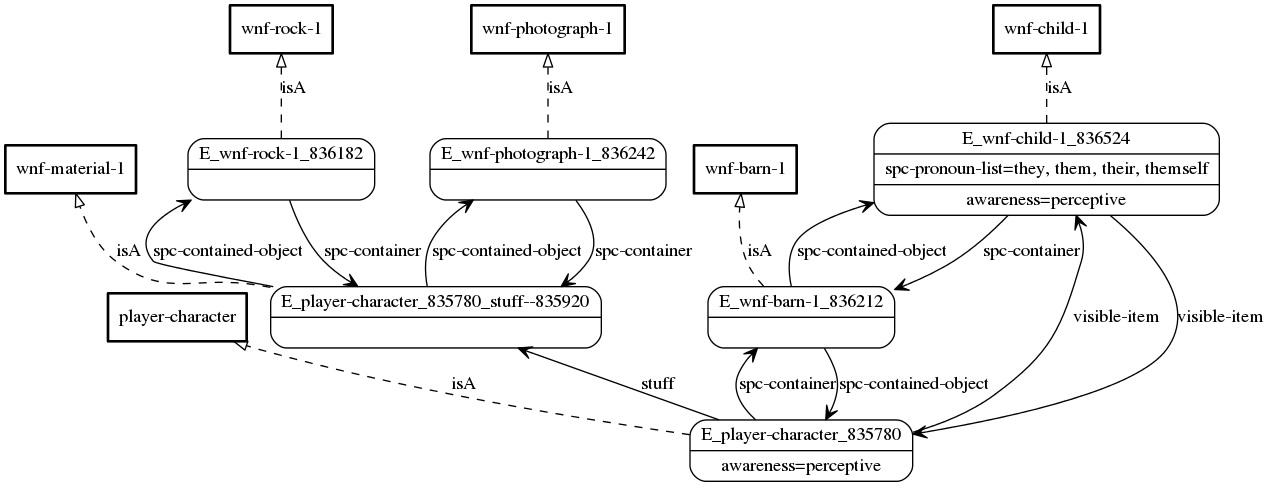 wnf-rock-1
wnf-photograph-1
wnf-child-1
isA
isA
isA
E_wnf-child-1_836524
spc-pronoun-list=they, them, their, themself
awareness=perceptive
E_wnf-rock-1_836182
E_wnf-photograph-1_836242
wnf-material-1
wnf-barn-1
isA
spc-contained-object
spc-container
spc-contained-object
spc-container
isA
spc-contained-object
spc-container
E_player-character_835780_stuff--835920
E_wnf-barn-1_836212
player-character
visible-item
visible-item
isA
stuff
spc-container
spc-contained-object
E_player-character_835780
awareness=perceptive